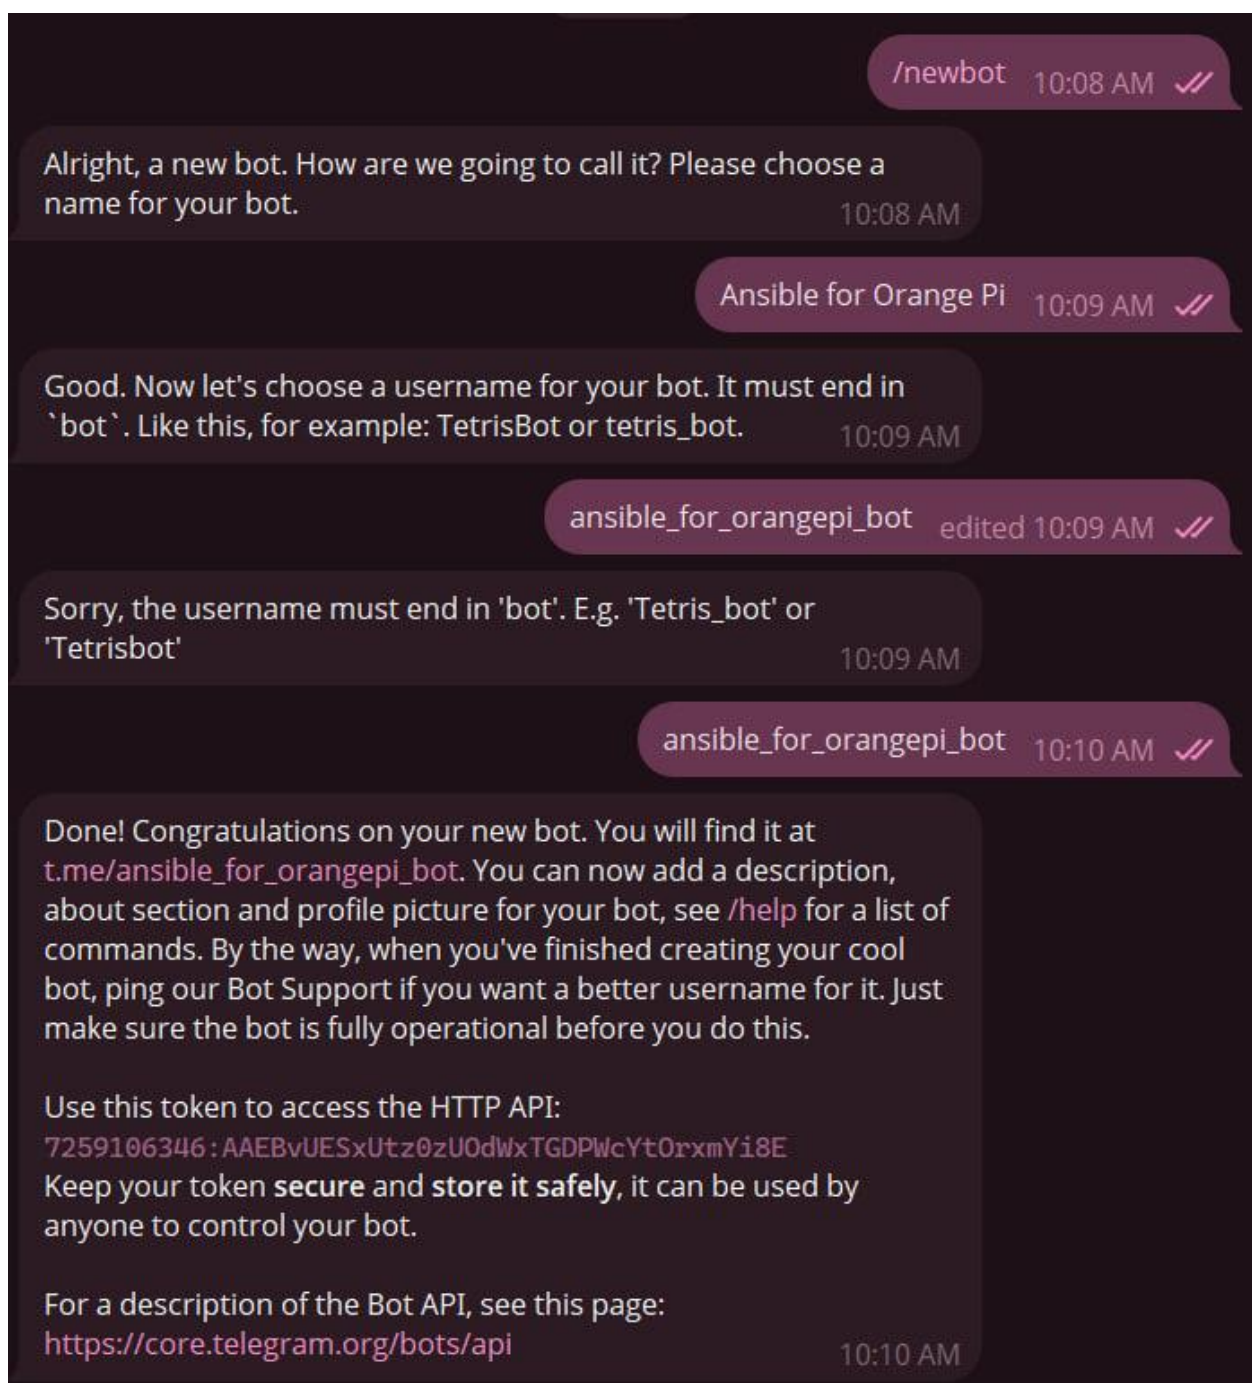 /newbot 10:08 AM
Alright, a new bot. How are we going to call it? Please choose a
name for your bot.
10:08 AM
Ansible for Orange Pi 10:09 AM
Good. Now let's choose a username for your bot. It must end in
`bot`. Like this, for example: TetrisBot or tetris_bot.
10:09 AM
ansible_for_orangepi_bot edited 10:09 AM
Sorry, the username must end in 'bot'. E.g. 'Tetris_bot' or
'Tetrisbot'
10:09 AM
ansible_for_orangepi_bot 10:10 AM
Done! Congratulations on your new bot. You will find it at
t.me/ansible_for_orangepi_bot. You can now add a description,
about section and profile picture for your bot, see /help for a list of
commands. By the way, when you've finished creating your cool
bot, ping our Bot Support if you want a better username for it. Just
make sure the bot is fully operational before you do this.
Use this token to access the HTTP API:
7259106346:AAEBvUESxUtz0zUOdWxTGDPWcYtOrxmYi8E
Keep your token secure and store it safely, it can be used by
anyone to control your bot.
For a description of the Bot API, see this page:
https://core.telegram.org/bots/api
10:10 AM